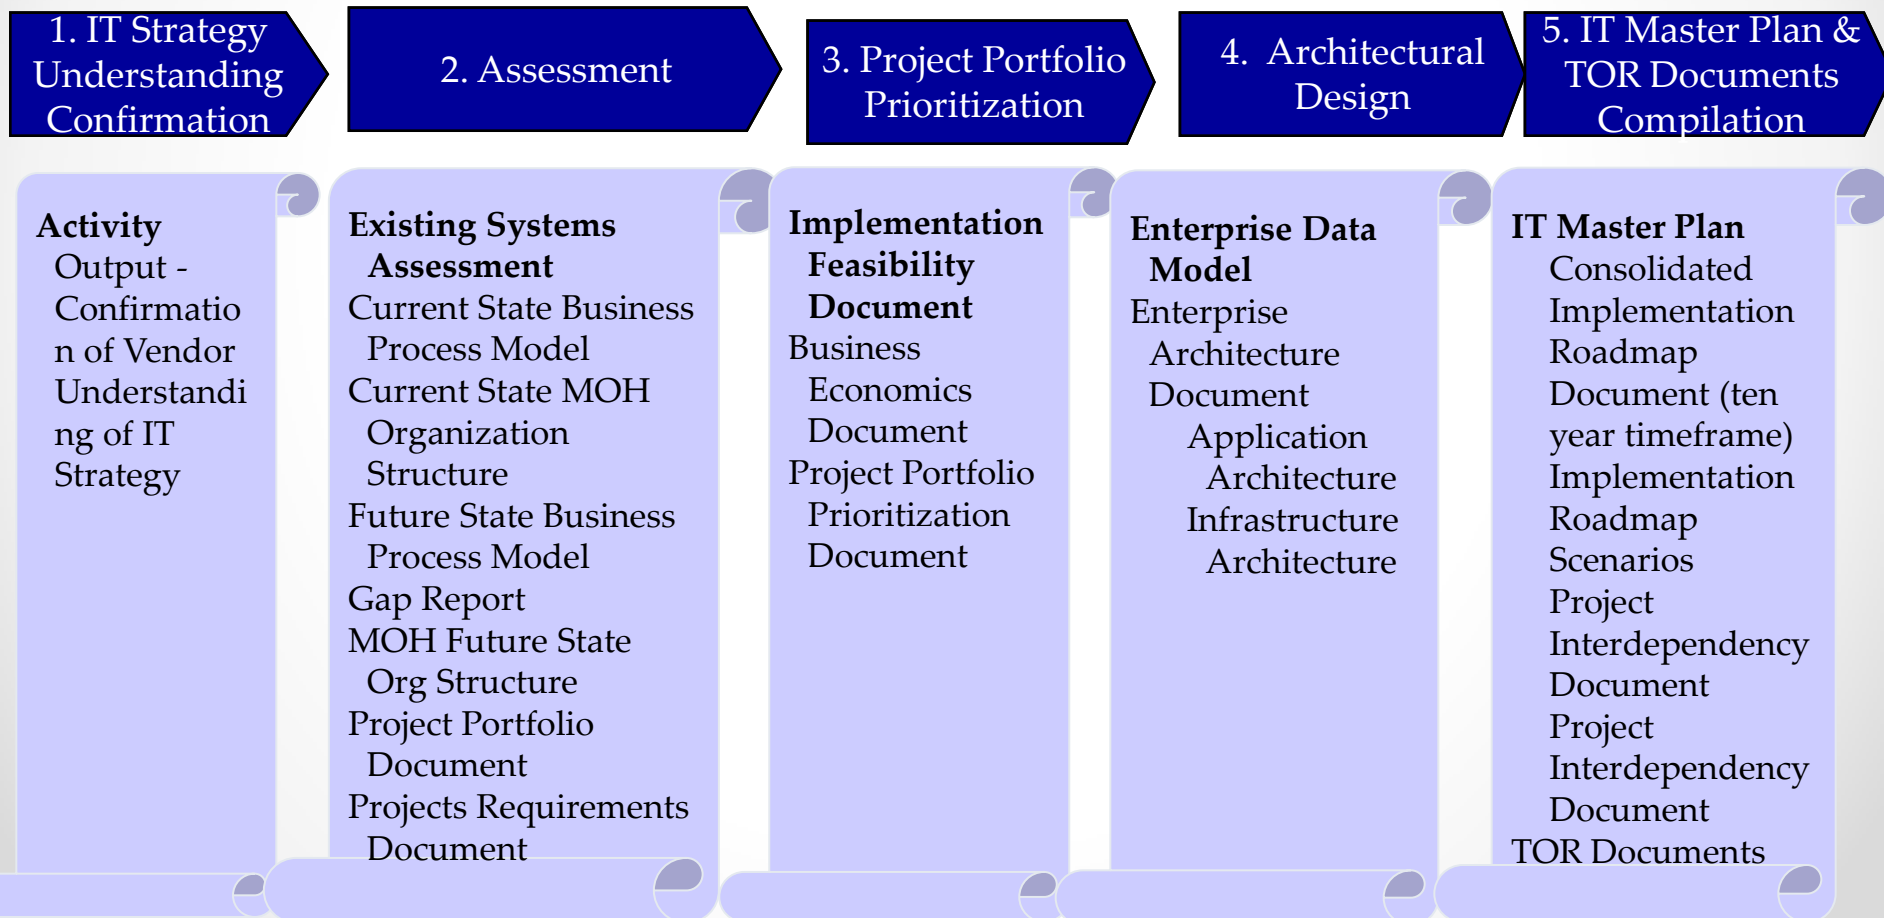 1. IT Strategy
Understanding
Confirmation
2. Assessment
3. Project Portfolio
Prioritization
4. Architectural
Design
5. IT Master Plan &
TOR Documents
Compilation
Activity
Output -
Confirmatio
n of Vendor
Understandi
ng of IT
Strategy
Existing Systems
Assessment
Current State Business
Process Model
Current State MOH
Organization
Structure
Future State Business
Process Model
Gap Report
MOH Future State
Org Structure
Project Portfolio
Document
Projects Requirements
Document
Implementation
Feasibility
Document
Business
Economics
Document
Project Portfolio
Prioritization
Document
Enterprise Data
Model
Enterprise
Architecture
Document
Application
Architecture
Infrastructure
Architecture
IT Master Plan
Consolidated
Implementation
Roadmap
Document (ten
year timeframe)
Implementation
Roadmap
Scenarios
Project
Interdependency
Document
Project
Interdependency
Document
TOR Documents